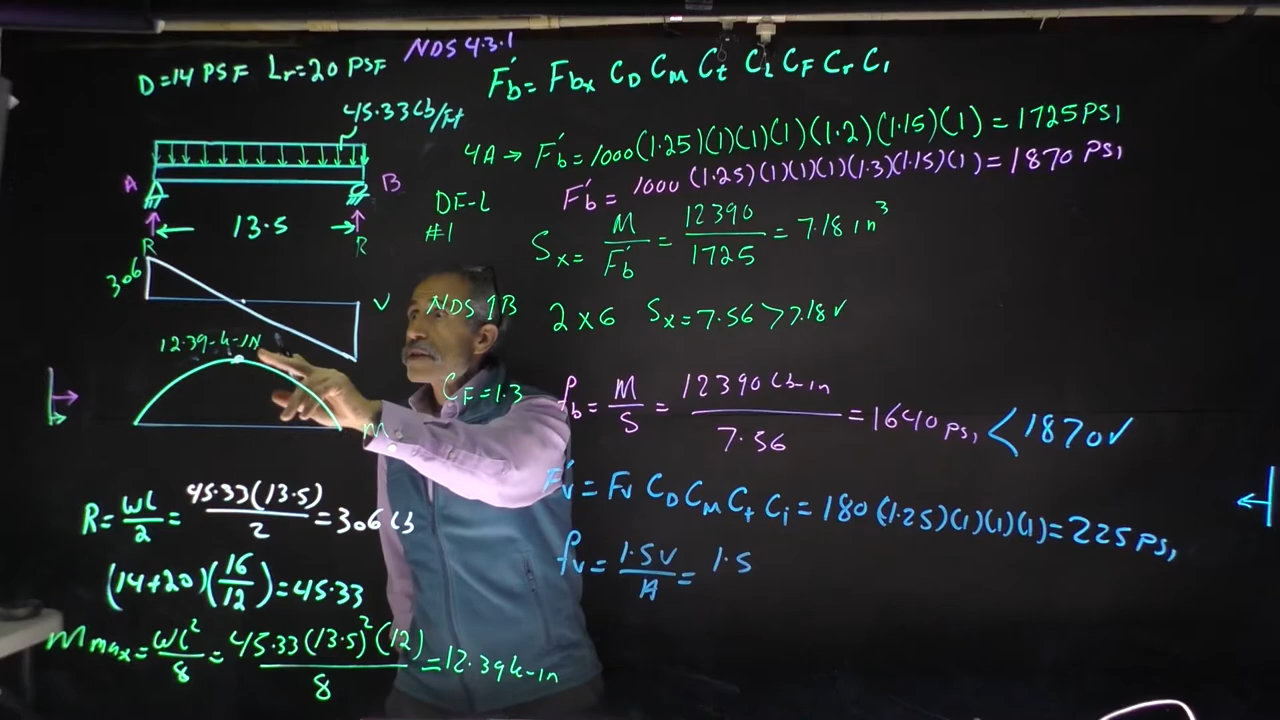 NDS 4.3.1
D=14 PSF Lr=20 PSF
45.33 Lb/Ft
A
B
13.5
R
R
306
V
12.39-k-IN
M
R= wl/2 = 45.33(13.5)/2 = 306 Lb
(14+20)(16/12)=45.33
Mmax= wl²/8 = 45.33(13.5)²(12)/8 =12.39k-in
F'b= Fbx CD CM Ct CL CF Cr Ci
4A → F'b=1000(1.25)(1)(1)(1)(1.2)(1.15)(1)=1725PSi
F'b= 1000(1.25)(1)(1)(1)(1.3)(1.15)(1)=1870 PSi
DF-L
#1
Sx= M/F'b = 12390/1725 = 7.18 in³
NDS 1B 2x6 Sx=7.56 >7.18 ✓
CF=1.3
fb= M/S = 12390 Lb-in/7.56 =1640 psi <1870 ✓
F'v= Fv CD CM Ct Ci =180(1.25)(1)(1)(1)=225 psi
fv= 1.5V/A = 1.5